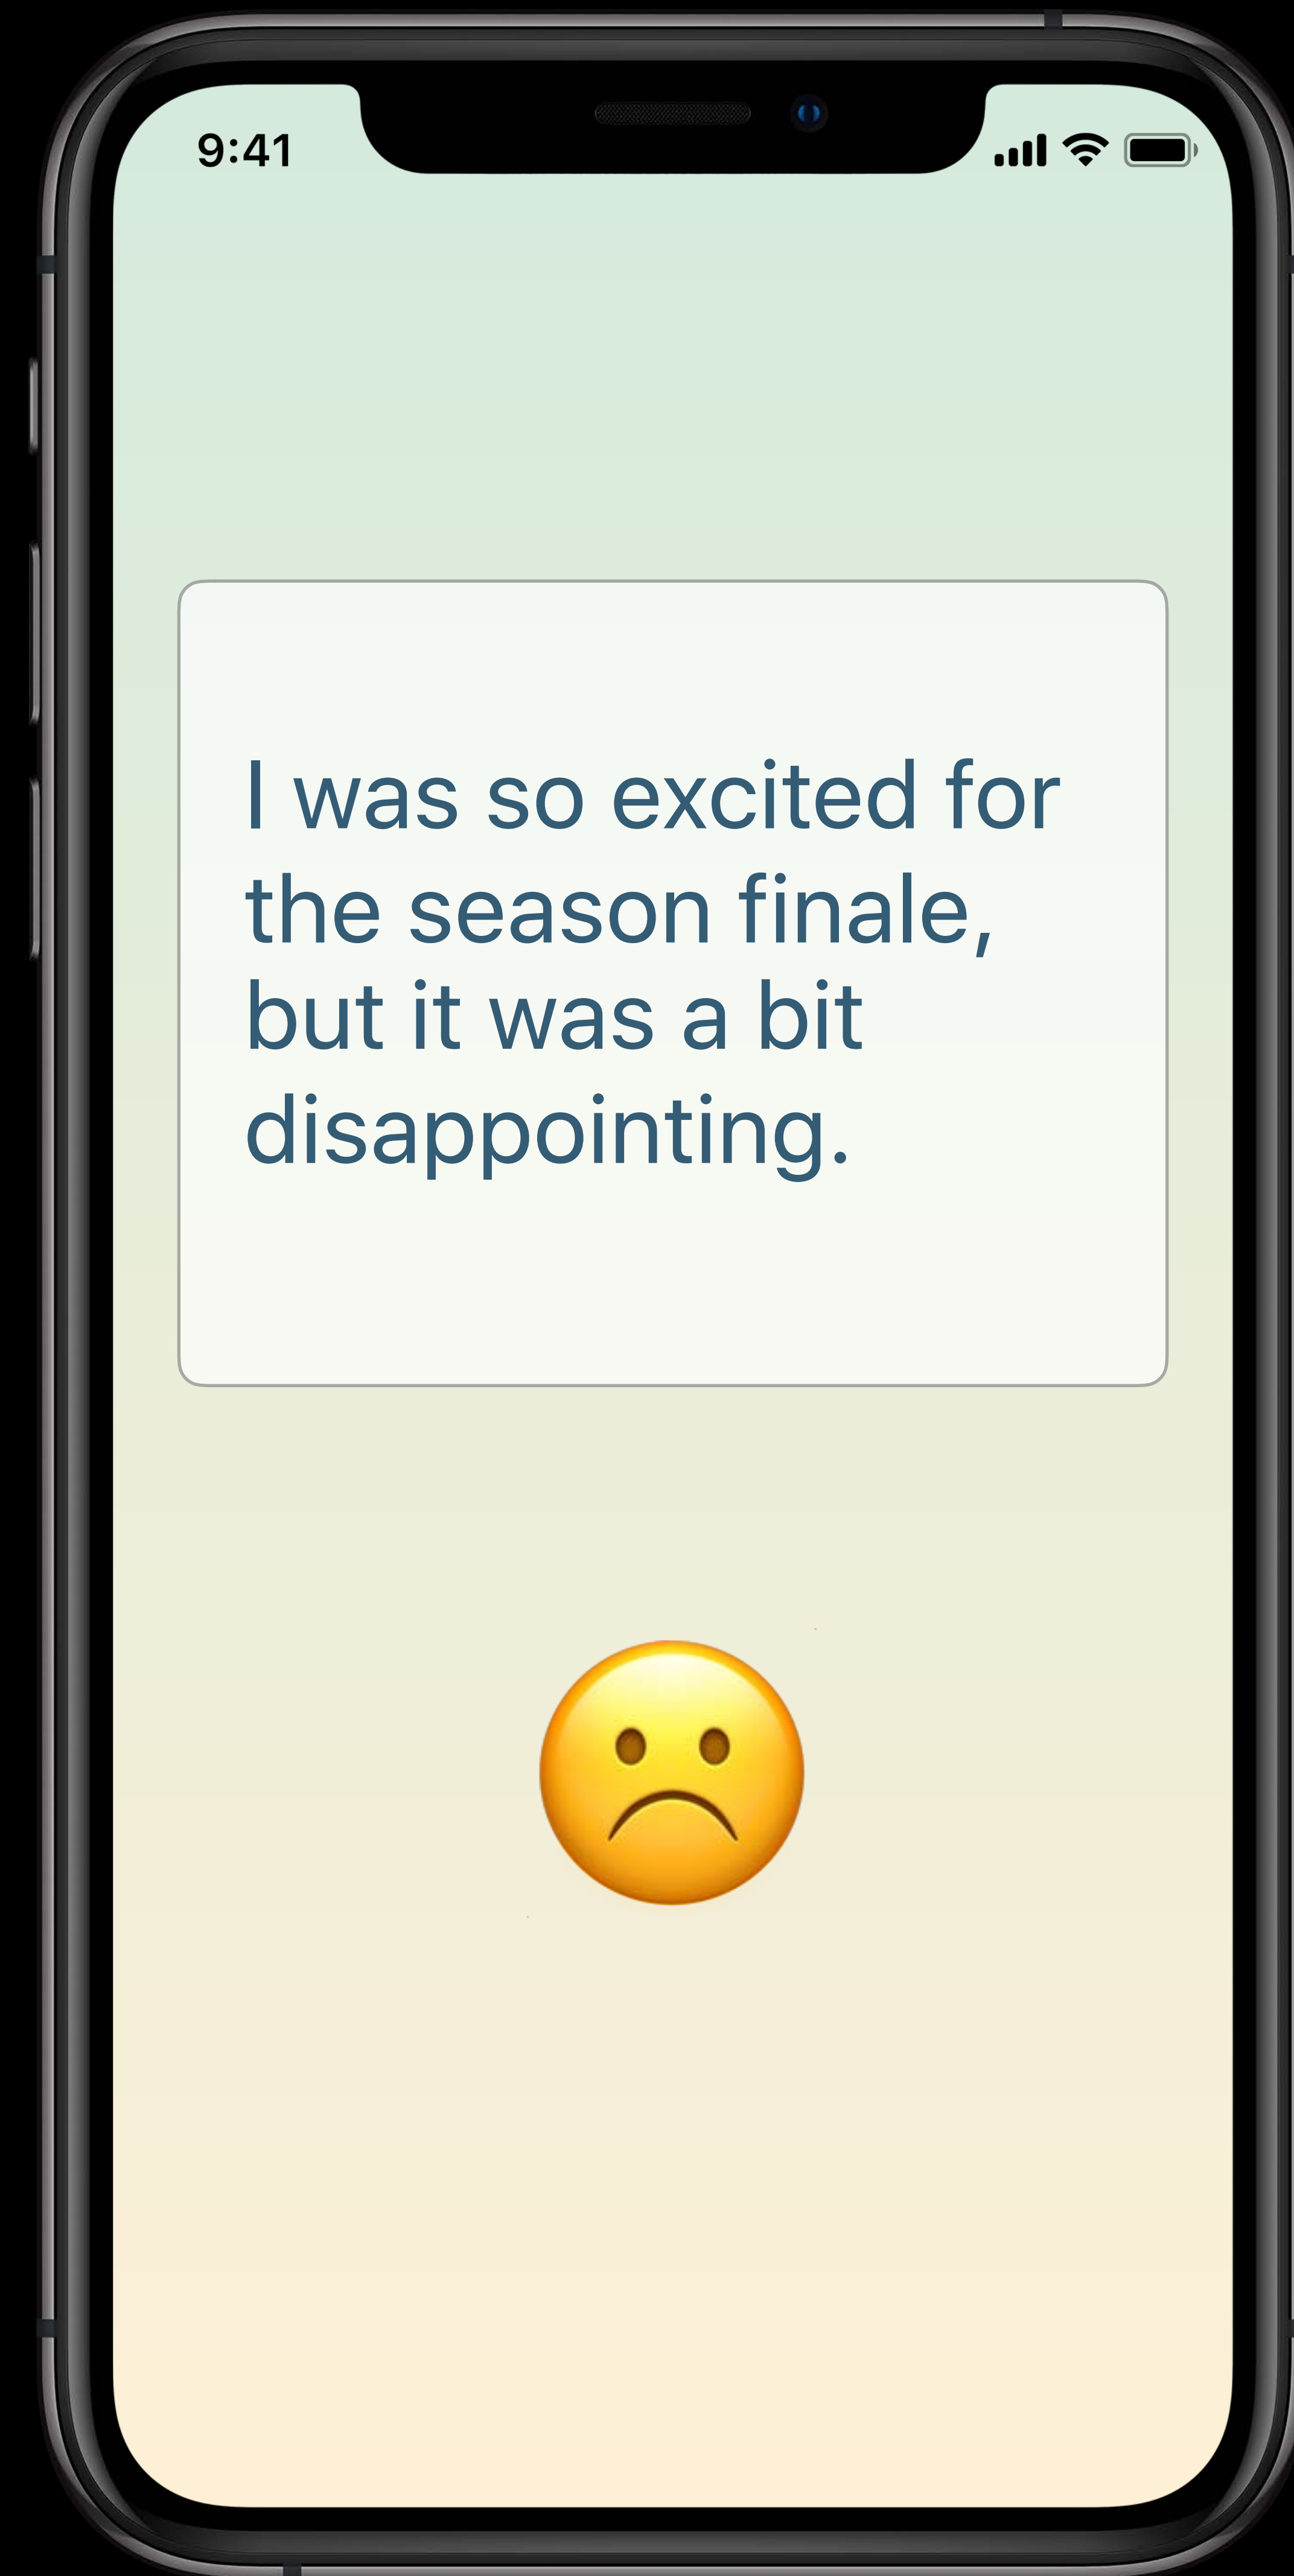 9:41
I was so excited for
the season finale,
but it was a bit
disappointing.